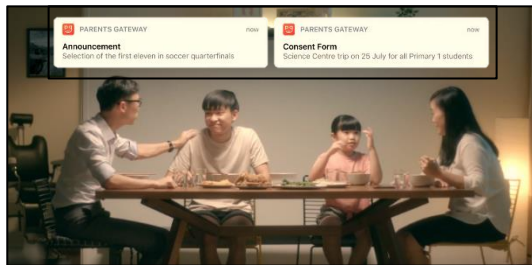 PARENTS GATEWAY now
Announcement
Selection of the first eleven in soccer quarterfinals
PARENTS GATEWAY now
Consent Form
Science Centre trip on 25 July for all Primary 1 students